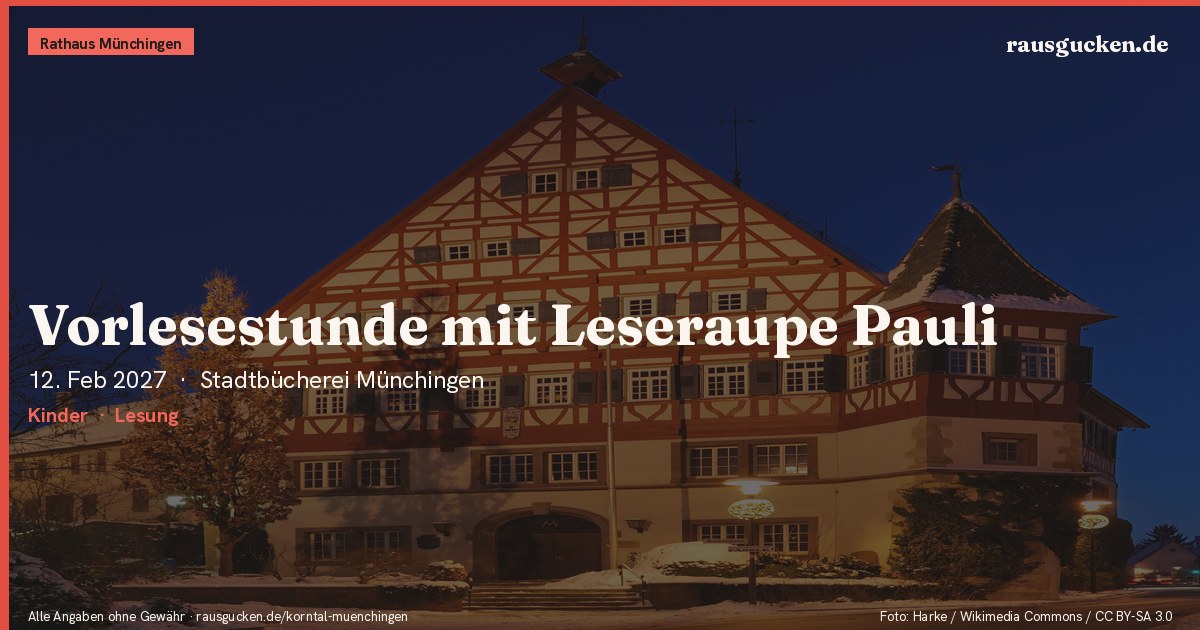 Rathaus Münchingen
rausgucken.de
Vorlesestunde mit Leseraupe Pauli
12. Feb 2027 · Stadtbücherei Münchingen
Kinder · Lesung
Alle Angaben ohne Gewähr · rausgucken.de/korntal-muenchingen
Foto: Harke / Wikimedia Commons / CC BY-SA 3.0